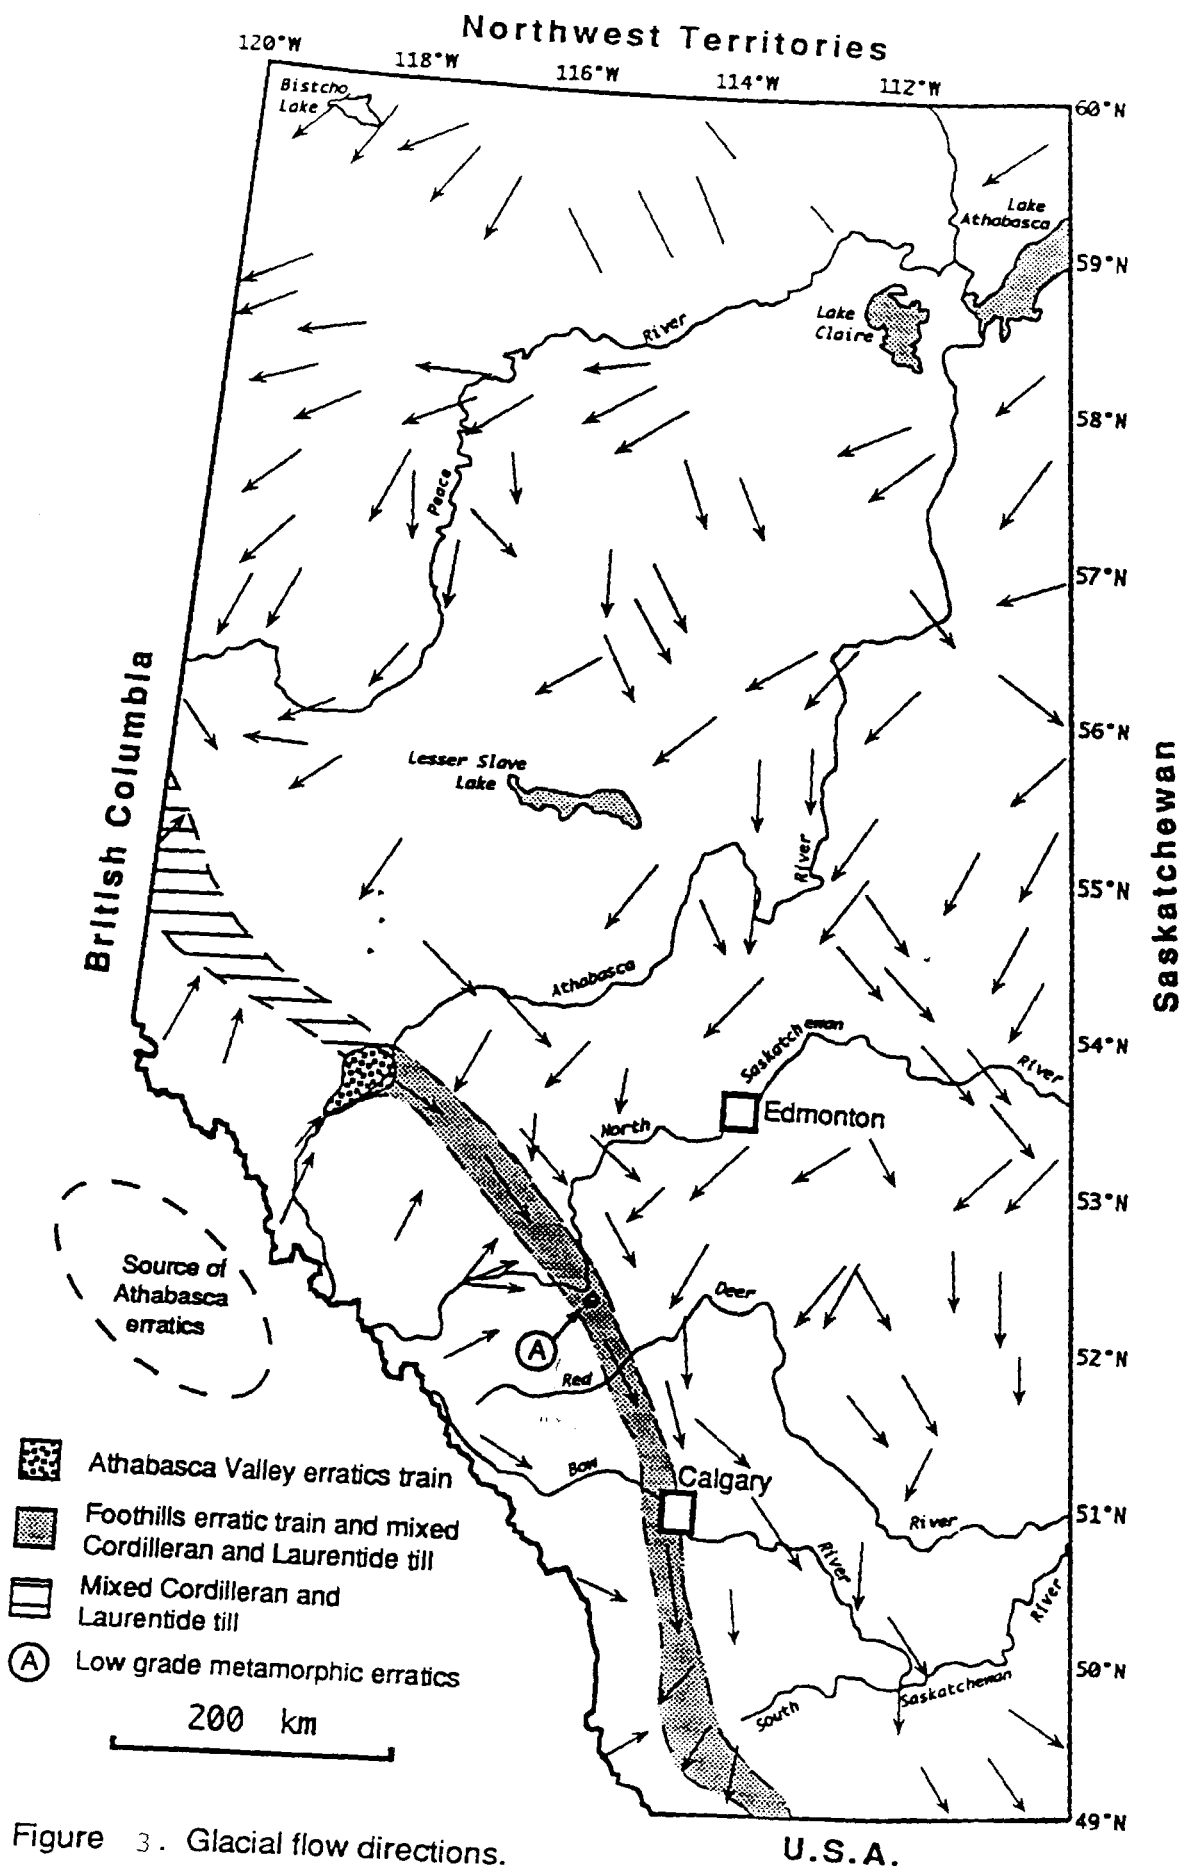 Northwest Territories
120°W
118°W
116°W
114°W
112°W
Bistcho
Lake
60°N
Lake
Athabasca
59°N
Lake
Claire
River
58°N
Peace
57°N
British Columbia
56°N
Saskatchewan
Lesser Slave
Lake
River
55°N
Athabasca
54°N
Saskatchewan
River
Edmonton
North
53°N
Source of
Athabasca
erratics
Deer
A
52°N
Red
Bow
Calgary
51°N
River
River
River
50°N
Saskatchewan
South
49°N
Athabasca Valley erratics train
Foothills erratic train and mixed
Cordilleran and Laurentide till
Mixed Cordilleran and
Laurentide till
A Low grade metamorphic erratics
200 km
Figure 3. Glacial flow directions.
U.S.A.